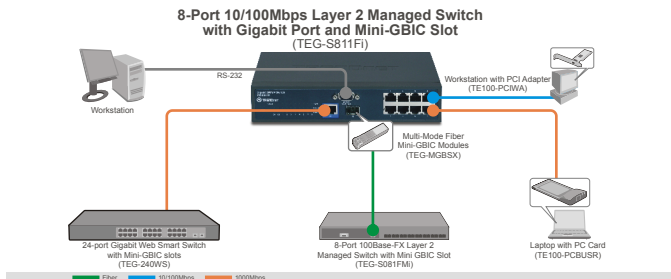 8-Port 10/100Mbps Layer 2 Managed Switch
with Gigabit Port and Mini-GBIC Slot
(TEG-S811Fi)
RS-232
Workstation
Workstation with PCI Adapter
(TE100-PCIWA)
Multi-Mode Fiber
Mini-GBIC Modules
(TEG-MGBSX)
24-port Gigabit Web Smart Switch
with Mini-GBIC slots
(TEG-240WS)
8-Port 100Base-FX Layer 2
Managed Switch with Mini GBIC Slot
(TEG-S081FMi)
Laptop with PC Card
(TE100-PCBUSR)
Fiber
10/100Mbps
1000Mbps